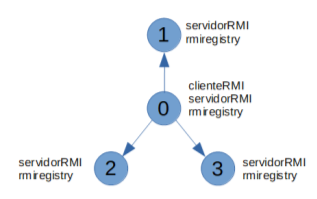 1
servidorRMI
rmiregistry
0
clienteRMI
servidorRMI
rmiregistry
servidorRMI
rmiregistry
2
3
servidorRMI
rmiregistry